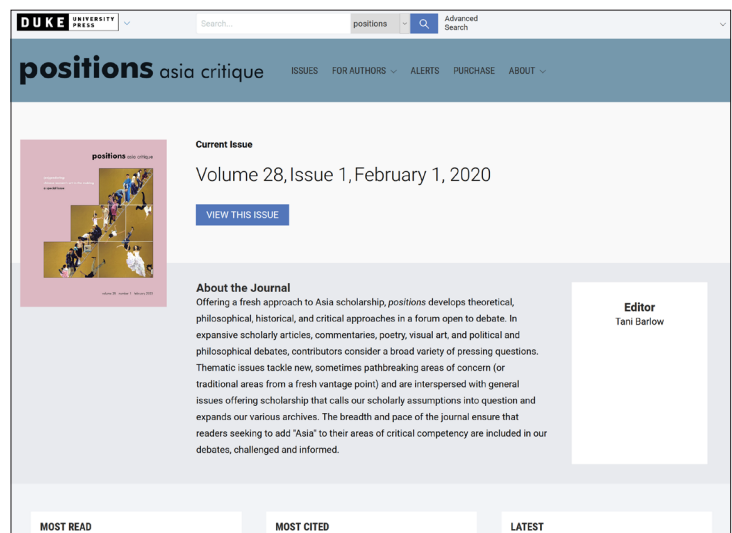 DUKE UNIVERSITY PRESS
Search...
positions
Advanced Search
positions asia critique
ISSUES FOR AUTHORS ALERTS PURCHASE ABOUT
positions asia critique
Current Issue
Volume 28, Issue 1, February 1, 2020
VIEW THIS ISSUE
volume 28 number 1 february 2020
About the Journal
Offering a fresh approach to Asia scholarship, positions develops theoretical,
philosophical, historical, and critical approaches in a forum open to debate. In
expansive scholarly articles, commentaries, poetry, visual art, and political and
philosophical debates, contributors consider a broad variety of pressing questions.
Thematic issues tackle new, sometimes pathbreaking areas of concern (or
traditional areas from a fresh vantage point) and are interspersed with general
issues offering scholarship that calls our scholarly assumptions into question and
expands our various archives. The breadth and pace of the journal ensure that
readers seeking to add "Asia" to their areas of critical competency are included in our
debates, challenged and informed.
Editor
Tani Barlow
MOST READ
MOST CITED
LATEST